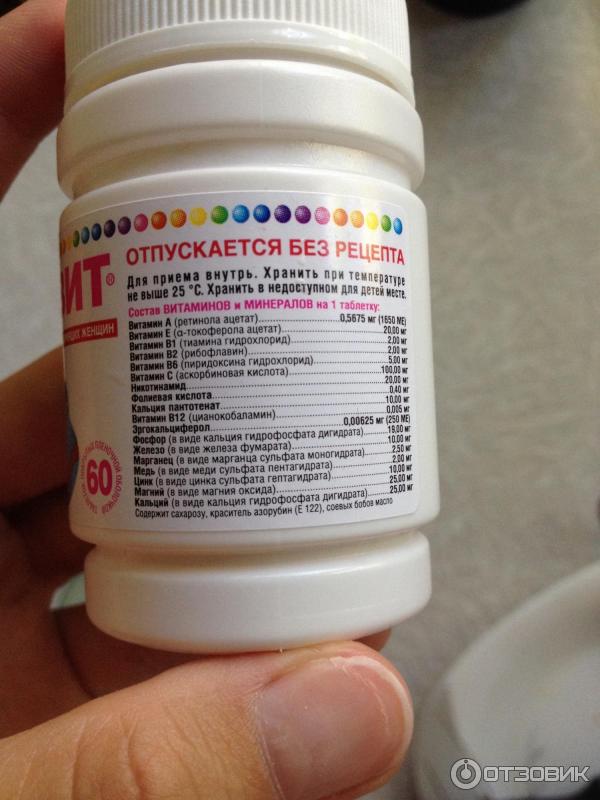 ОТПУСКАЕТСЯ БЕЗ РЕЦЕПТА
ВИТ®
Для приема внутрь. Хранить при температуре
не выше 25 °С. Хранить в недоступном для детей месте.
Состав ВИТАМИНОВ и МИНЕРАЛОВ на 1 таблетку:
Витамин А (ретинола ацетат) 0,5675 мг (1650 МЕ)
Витамин Е (α-токоферола ацетат) 20,00 мг
Витамин В1 (тиамина гидрохлорид) 2,00 мг
Витамин В2 (рибофлавин) 2,00 мг
Витамин В6 (пиридоксина гидрохлорид) 5,00 мг
Витамин С (аскорбиновая кислота) 100,00 мг
Никотинамид 20,00 мг
Фолиевая кислота 0,40 мг
Кальция пантотенат 10,00 мг
Витамин В12 (цианокобаламин) 0,005 мг
Эргокальциферол 0,00625 мг (250 МЕ)
Фосфор (в виде кальция гидрофосфата дигидрата) 19,00 мг
Железо (в виде железа фумарата) 10,00 мг
Марганец (в виде марганца сульфата моногидрата) 2,50 мг
Медь (в виде меди сульфата пентагидрата) 2,00 мг
Цинк (в виде цинка сульфата гептагидрата) 10,00 мг
Магний (в виде магния оксида) 25,00 мг
Кальций (в виде кальция гидрофосфата дигидрата) 25,00 мг
Содержит сахарозу, краситель азорубин (Е 122), соевых бобов масло
ЖЕНЩИН
60
ОТЗОВИК